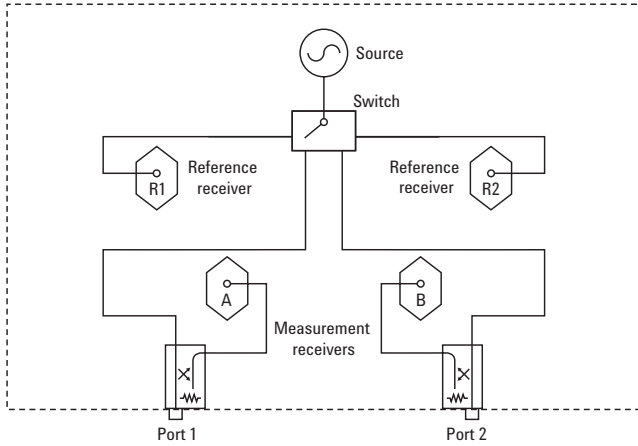 Source
Switch
Reference
receiver
R1
Reference
receiver
R2
A
B
Measurement
receivers
Port 1
Port 2